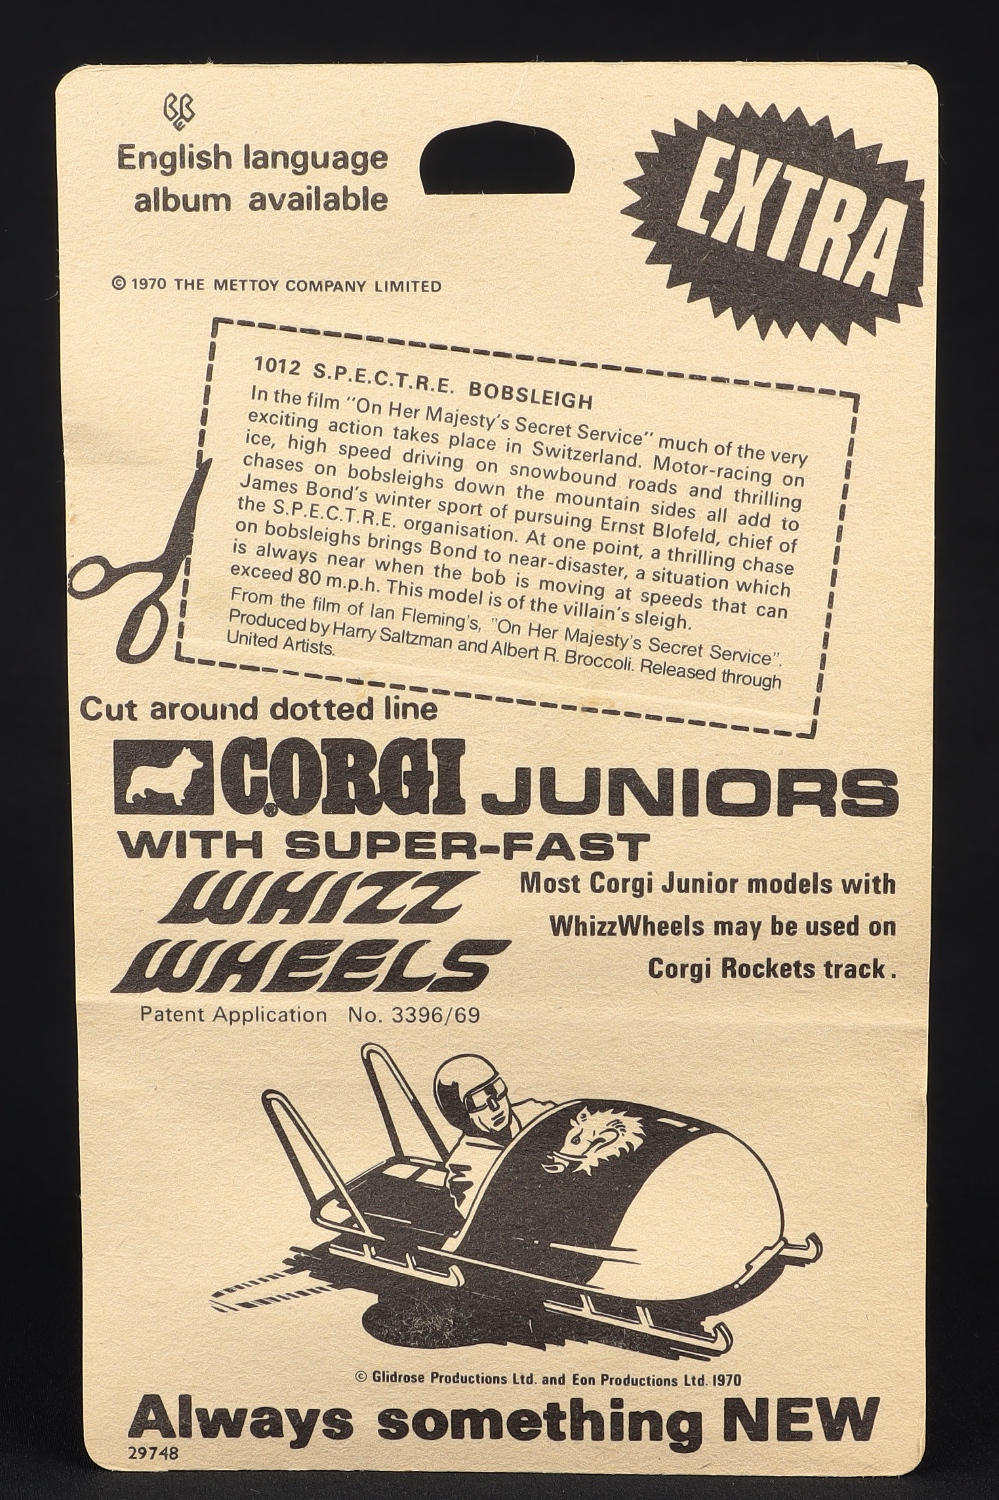 English language
album available
EXTRA
© 1970 THE METTOY COMPANY LIMITED
1012 S.P.E.C.T.R.E. BOBSLEIGH
In the film "On Her Majesty's Secret Service" much of the very
exciting action takes place in Switzerland. Motor-racing on
ice, high speed driving on snowbound roads and thrilling
chases on bobsleighs down the mountain sides all add to
James Bond's winter sport of pursuing Ernst Blofeld, chief of
the S.P.E.C.T.R.E. organisation. At one point, a thrilling chase
on bobsleighs brings Bond to near-disaster, a situation which
is always near when the bob is moving at speeds that can
exceed 80 m.p.h. This model is of the villain's sleigh.
From the film of Ian Fleming's, "On Her Majesty's Secret Service".
Produced by Harry Saltzman and Albert R. Broccoli. Released through
United Artists.
Cut around dotted line
CORGI JUNIORS
WITH SUPER-FAST
WHIZZ
WHEELS
Most Corgi Junior models with
WhizzWheels may be used on
Corgi Rockets track.
Patent Application No. 3396/69
© Glidrose Productions Ltd. and Eon Productions Ltd. 1970
Always something NEW
29748